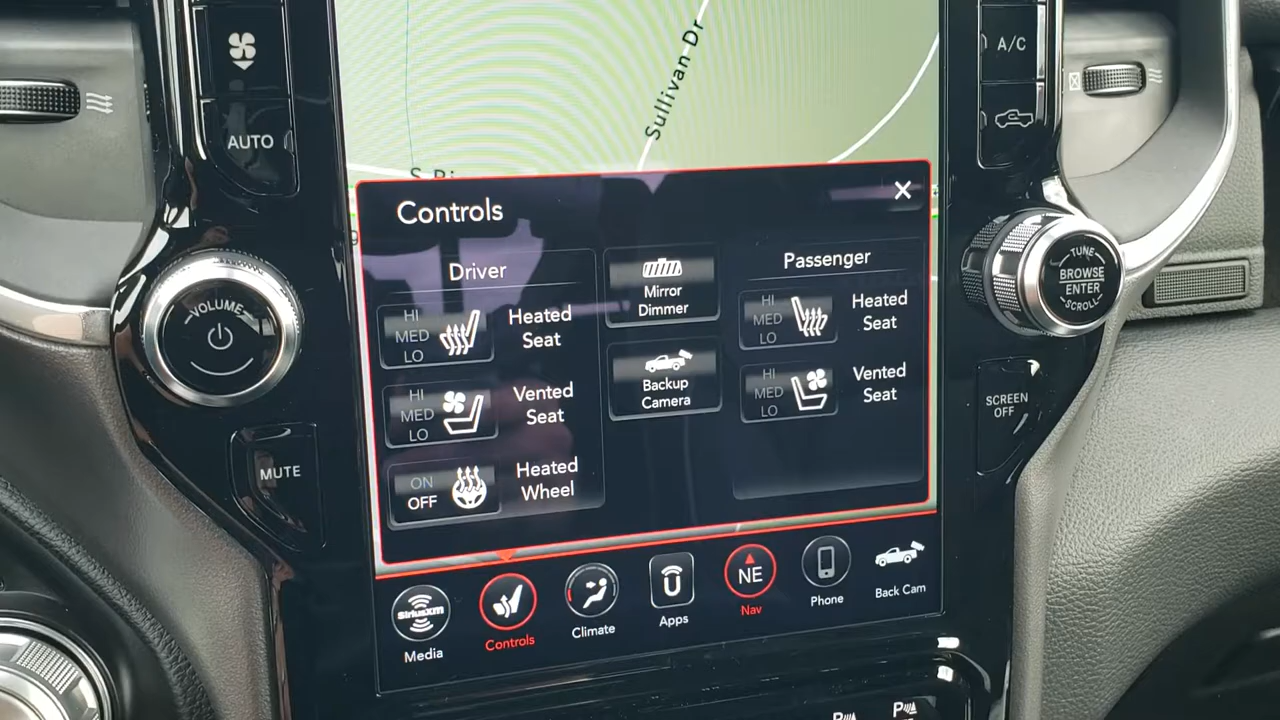 Sullivan Dr
A/C
AUTO
Controls
Driver
HI
MED
LO
Heated
Seat
HI
MED
LO
Vented
Seat
ON
OFF
Heated
Wheel
Mirror
Dimmer
Backup
Camera
Passenger
HI
MED
LO
Heated
Seat
HI
MED
LO
Vented
Seat
VOLUME
MUTE
TUNE
BROWSE
ENTER
SCROLL
SCREEN
OFF
SiriusXM
Media
Controls
Climate
Apps
NE
Nav
Phone
Back Cam
P
P